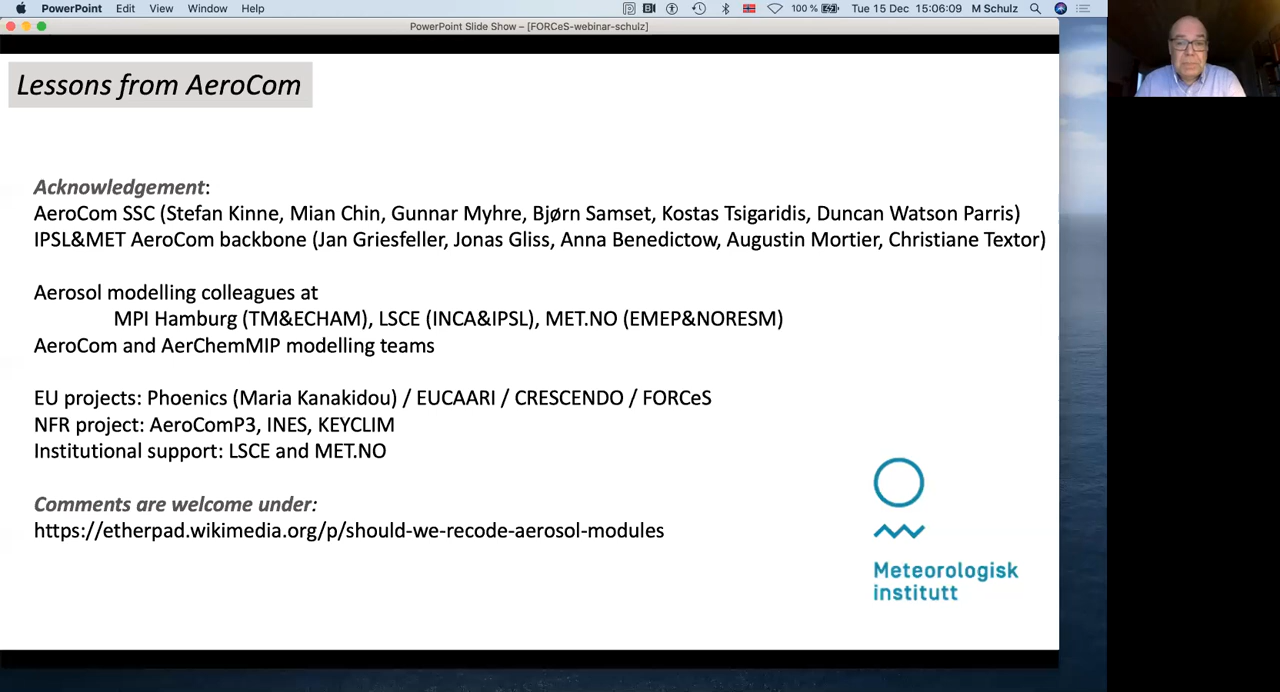 PowerPoint Edit View Window Help 100 % Tue 15 Dec 15:06:09 M Schulz
PowerPoint Slide Show – [FORCeS-webinar-schulz]
Lessons from AeroCom
Acknowledgement:
AeroCom SSC (Stefan Kinne, Mian Chin, Gunnar Myhre, Bjørn Samset, Kostas Tsigaridis, Duncan Watson Parris)
IPSL&MET AeroCom backbone (Jan Griesfeller, Jonas Gliss, Anna Benedictow, Augustin Mortier, Christiane Textor)
Aerosol modelling colleagues at
MPI Hamburg (TM&ECHAM), LSCE (INCA&IPSL), MET.NO (EMEP&NORESM)
AeroCom and AerChemMIP modelling teams
EU projects: Phoenics (Maria Kanakidou) / EUCAARI / CRESCENDO / FORCeS
NFR project: AeroComP3, INES, KEYCLIM
Institutional support: LSCE and MET.NO
Comments are welcome under:
https://etherpad.wikimedia.org/p/should-we-recode-aerosol-modules
Meteorologisk
institutt